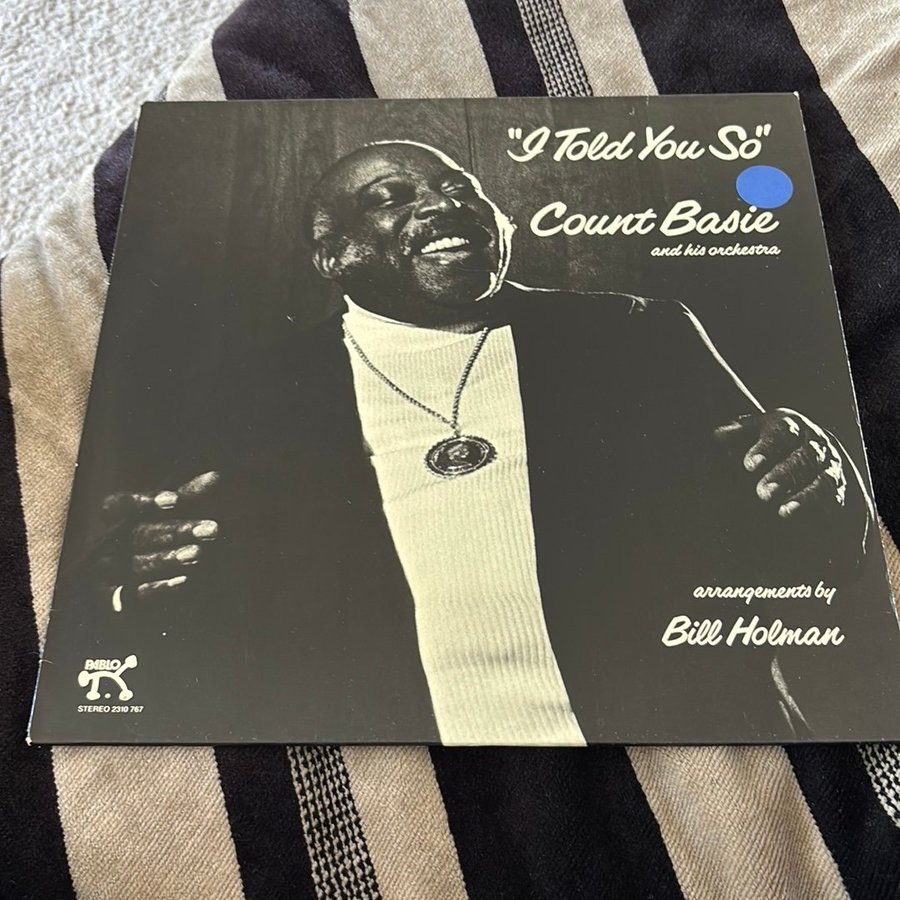 "I Told You So"
Count Basie
and his orchestra
arrangements by
Bill Holman
PABLO
STEREO 2310 767